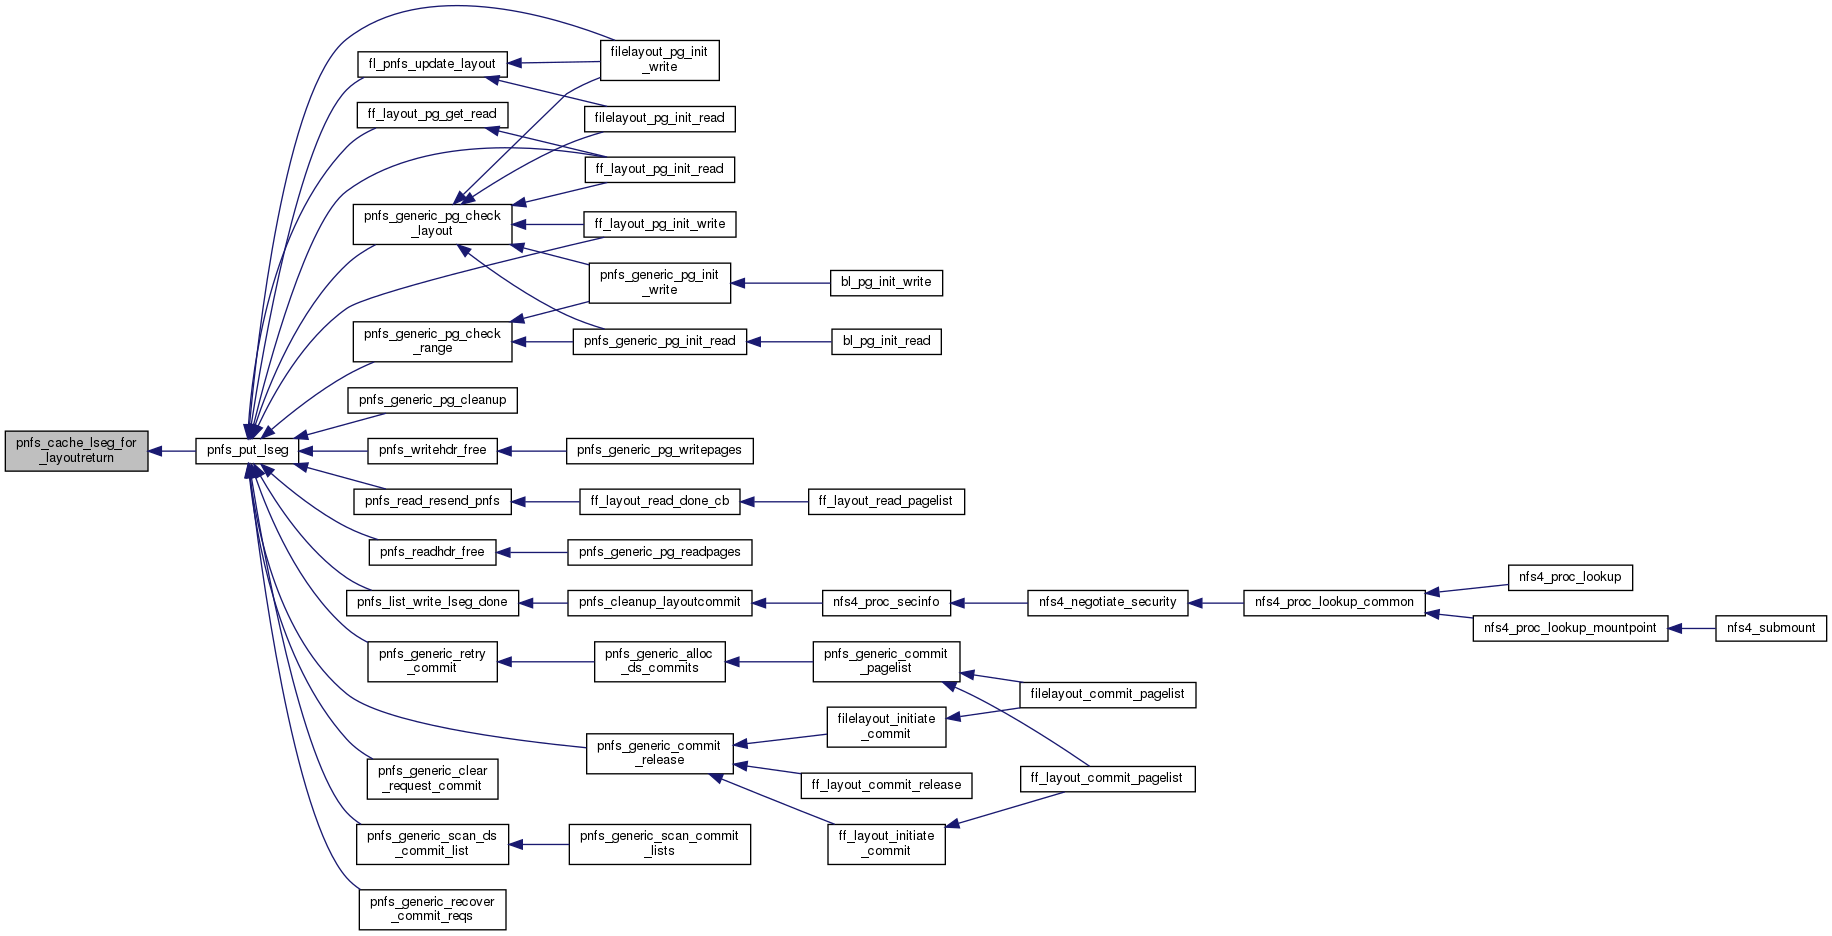 pnfs_cache_lseg_for
_layoutreturn
pnfs_put_lseg
fl_pnfs_update_layout
ff_layout_pg_get_read
pnfs_generic_pg_check
_layout
pnfs_generic_pg_check
_range
pnfs_generic_pg_cleanup
pnfs_writehdr_free
pnfs_read_resend_pnfs
pnfs_readhdr_free
pnfs_list_write_lseg_done
pnfs_generic_retry
_commit
pnfs_generic_clear
_request_commit
pnfs_generic_scan_ds
_commit_list
pnfs_generic_recover
_commit_reqs
filelayout_pg_init
_write
filelayout_pg_init_read
ff_layout_pg_init_read
ff_layout_pg_init_write
pnfs_generic_pg_init
_write
pnfs_generic_pg_init_read
pnfs_generic_pg_writepages
ff_layout_read_done_cb
pnfs_generic_pg_readpages
pnfs_cleanup_layoutcommit
pnfs_generic_alloc
_ds_commits
pnfs_generic_commit
_release
pnfs_generic_scan_commit
_lists
bl_pg_init_write
bl_pg_init_read
ff_layout_read_pagelist
nfs4_proc_secinfo
pnfs_generic_commit
_pagelist
filelayout_initiate
_commit
ff_layout_commit_release
ff_layout_initiate
_commit
nfs4_negotiate_security
filelayout_commit_pagelist
ff_layout_commit_pagelist
nfs4_proc_lookup_common
nfs4_proc_lookup
nfs4_proc_lookup_mountpoint
nfs4_submount